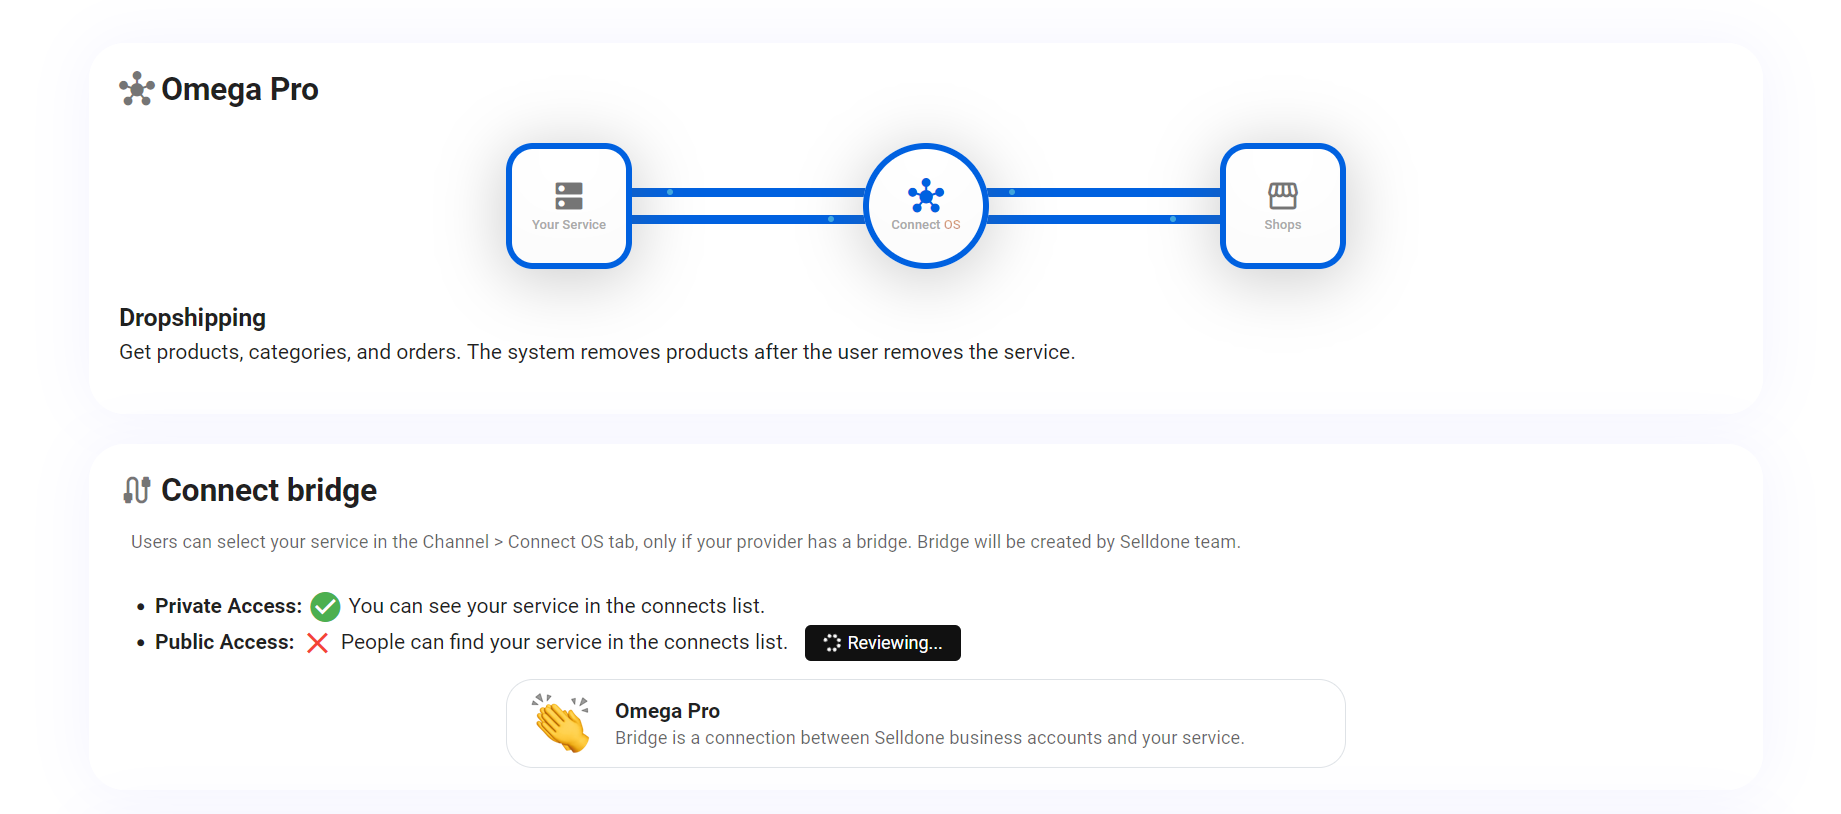 Omega Pro
Your Service
Connect OS
Shops
Dropshipping
Get products, categories, and orders. The system removes products after the user removes the service.
Connect bridge
Users can select your service in the Channel > Connect OS tab, only if your provider has a bridge. Bridge will be created by Selldone team.
Private Access: You can see your service in the connects list.
Public Access: People can find your service in the connects list. Reviewing...
Omega Pro
Bridge is a connection between Selldone business accounts and your service.